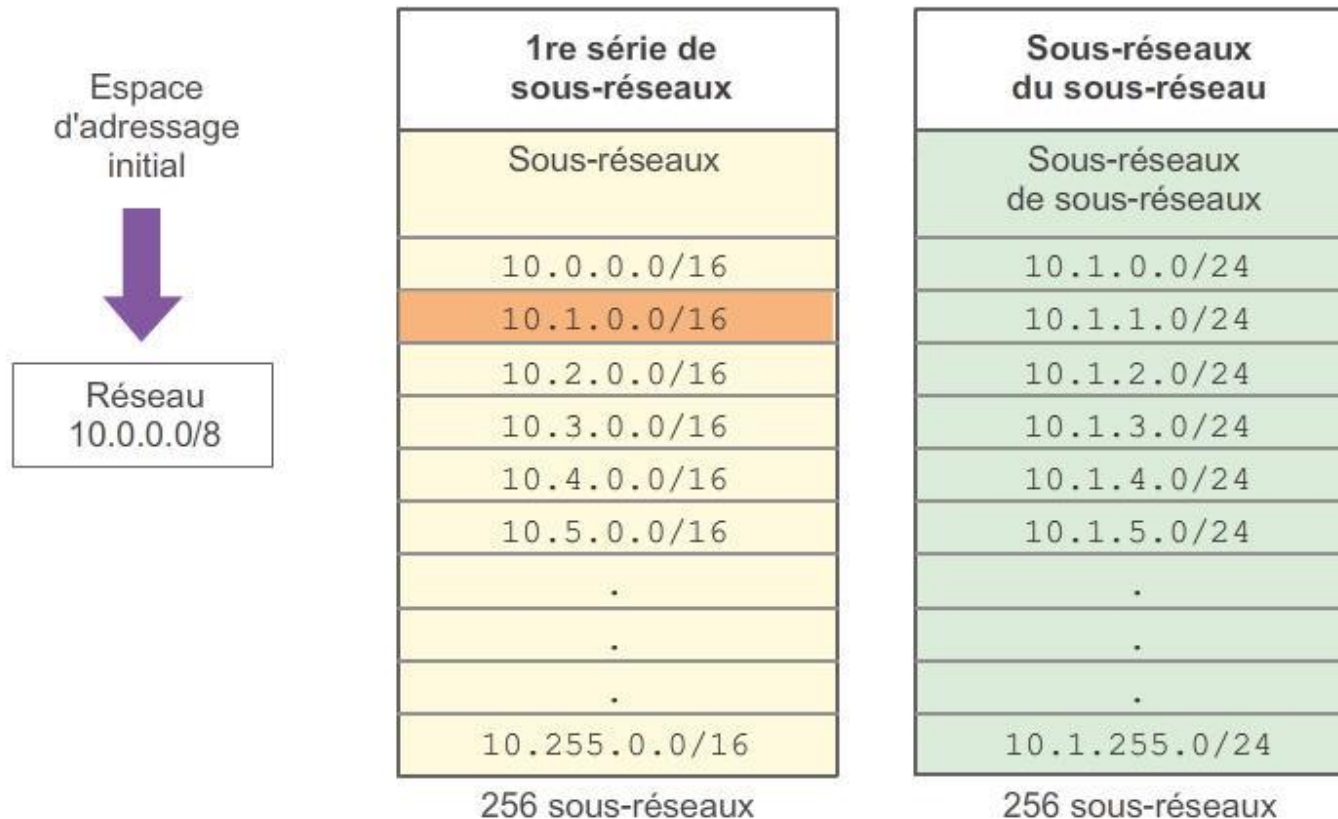 Espace
d'adressage
initial
Réseau
10.0.0.0/8
1re série de
sous-réseaux
Sous-réseaux
10.0.0.0/16
10.1.0.0/16
10.2.0.0/16
10.3.0.0/16
10.4.0.0/16
10.5.0.0/16
.
.
.
10.255.0.0/16
256 sous-réseaux
Sous-réseaux
du sous-réseau
Sous-réseaux
de sous-réseaux
10.1.0.0/24
10.1.1.0/24
10.1.2.0/24
10.1.3.0/24
10.1.4.0/24
10.1.5.0/24
.
.
.
10.1.255.0/24
256 sous-réseaux